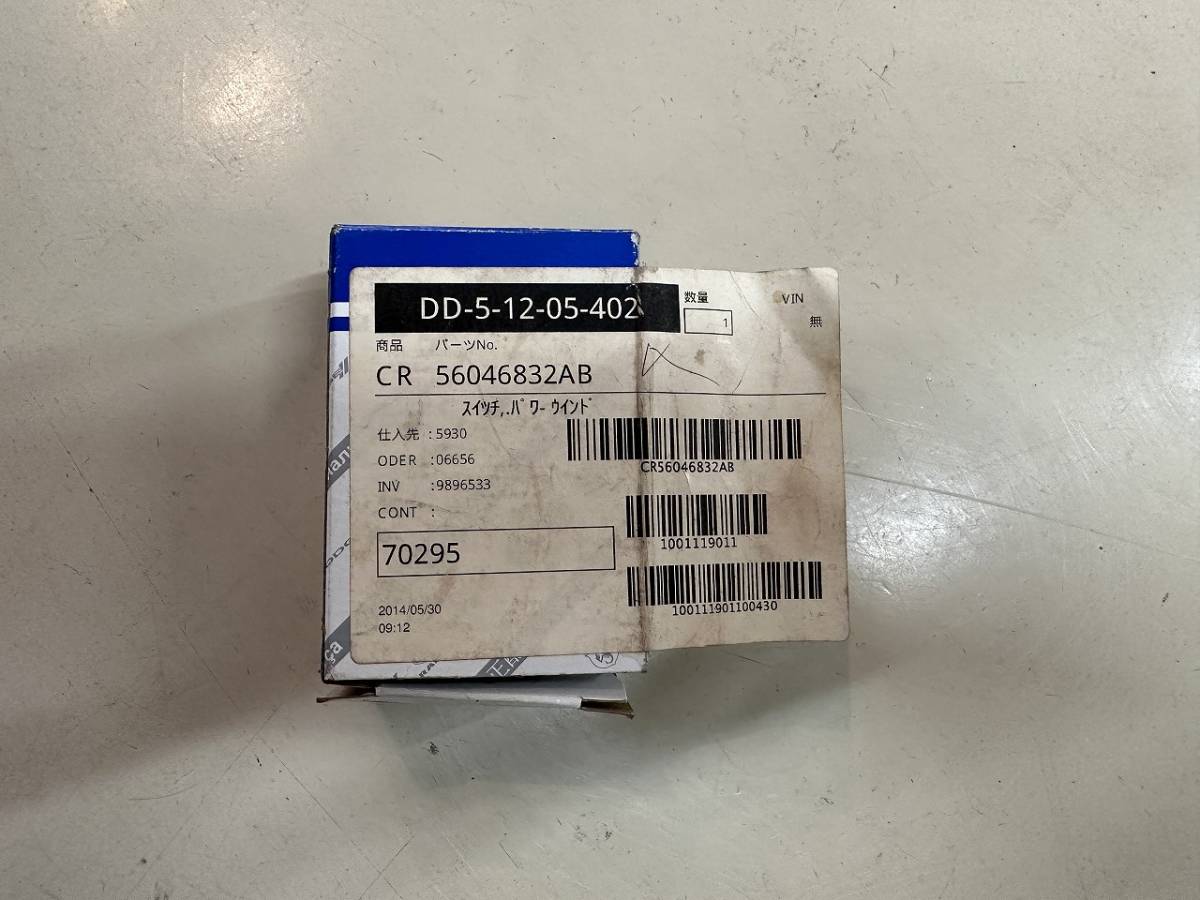 DD-5-12-05-402
数量
1
VIN
無
商品 パーツNo.
CR 56046832AB
スイツチ,.パワーウインド
仕入先 :5930
ODER :06656
INV :9896533
CONT :
70295
2014/05/30
09:12
CR56046832AB
1001119011
100111901100430